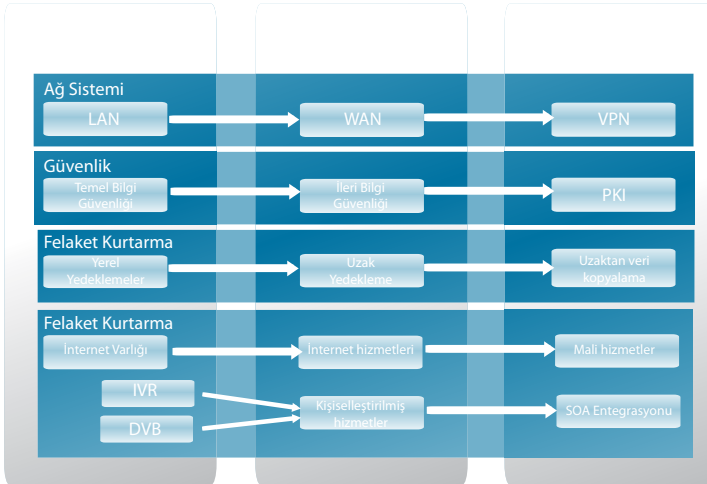 Ağ Sistemi
LAN
WAN
VPN
Güvenlik
Temel Bilgi
Güvenliği
İleri Bilgi
Güvenliği
PKI
Felaket Kurtarma
Yerel
Yedeklemeler
Uzak
Yedekleme
Uzaktan veri
kopyalama
Felaket Kurtarma
İnternet Varlığı
İnternet hizmetleri
Mali hizmetler
IVR
DVB
Kişiselleştirilmiş
hizmetler
SOA Entegrasyonu